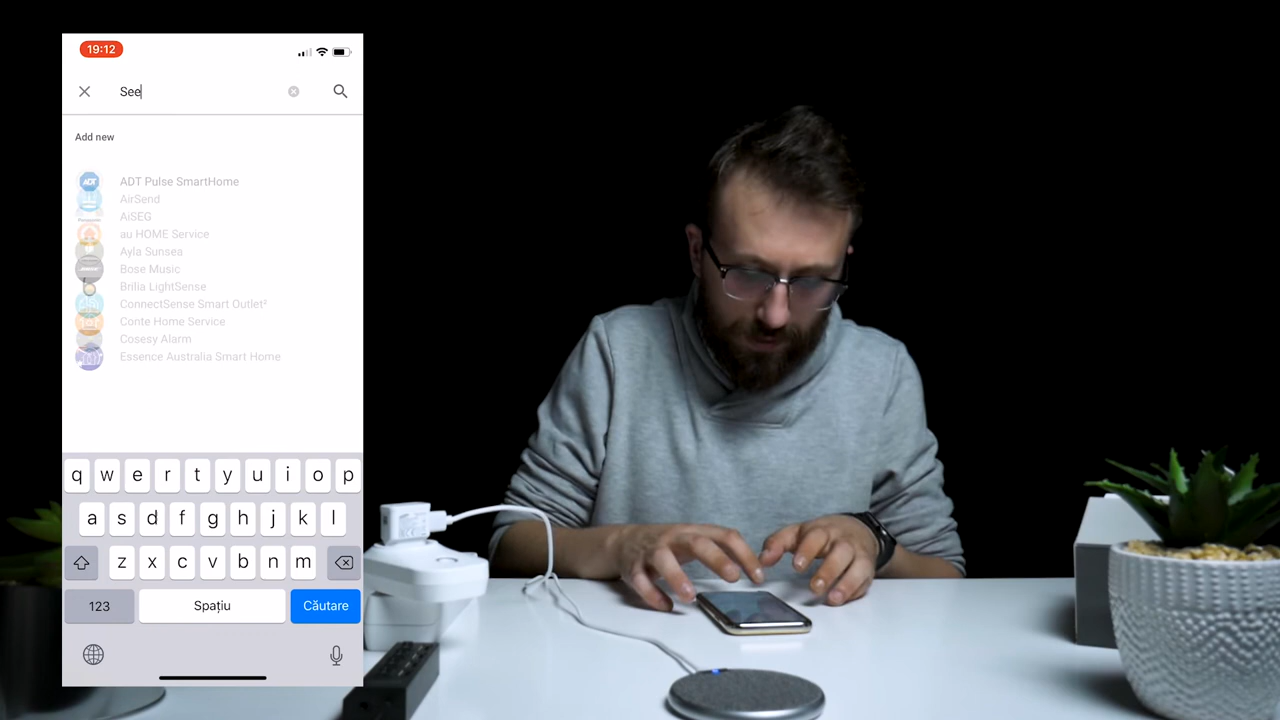 19:12
See
Add new
ADT Pulse SmartHome
AirSend
AiSEG
au HOME Service
Ayla Sunsea
Bose Music
Brilia LightSense
ConnectSense Smart Outlet²
Conte Home Service
Cosesy Alarm
Essence Australia Smart Home
q w e r t y u i o p
a s d f g h j k l
z x c v b n m
123 Spațiu Căutare